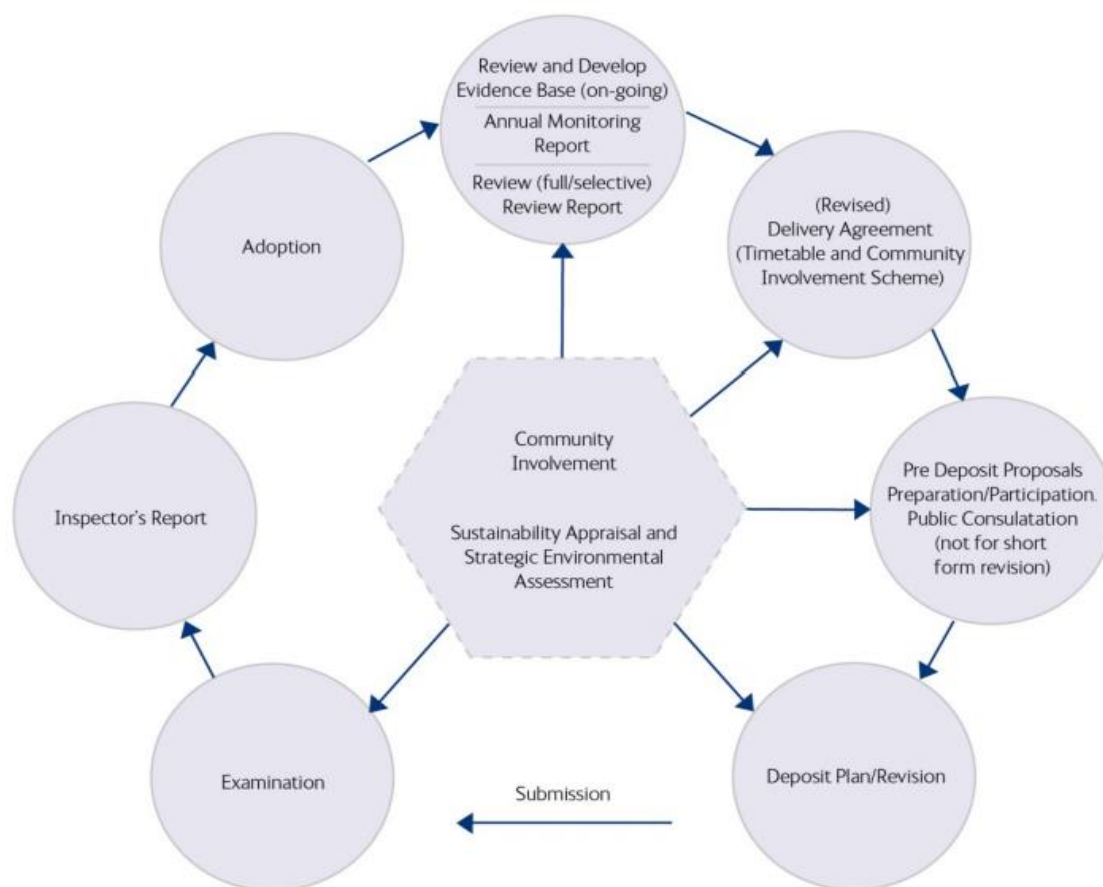 Review and Develop
Evidence Base (on-going)
Annual Monitoring
Report
Review (full/selective)
Review Report
(Revised)
Delivery Agreement
(Timetable and Community
Involvement Scheme)
Pre Deposit Proposals
Preparation/Participation.
Public Consulatation
(not for short
form revision)
Deposit Plan/Revision
Submission
Examination
Inspector's Report
Adoption
Community
Involvement
Sustainability Appraisal and
Strategic Environmental
Assessment